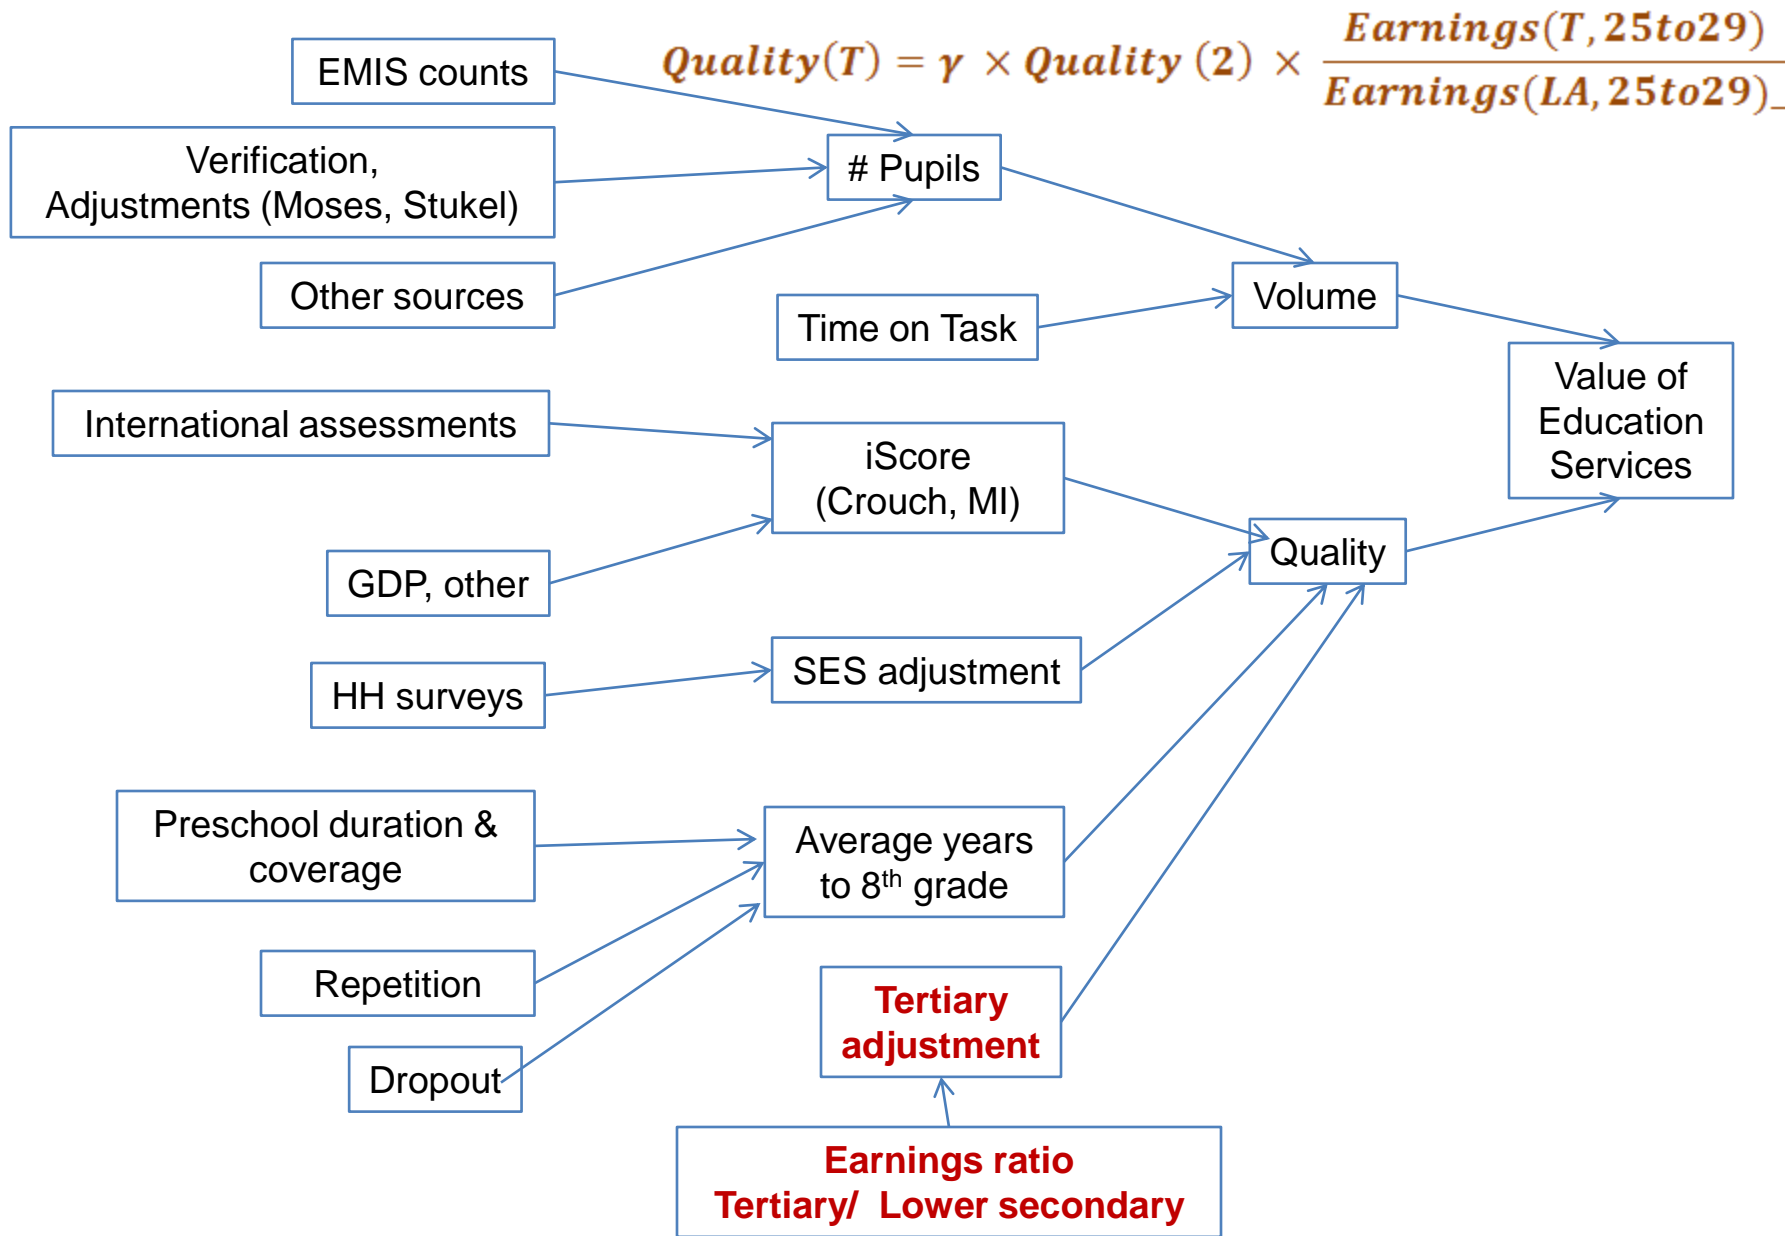 Quality(T) = γ × Quality (2) × Earnings(T, 25to29) / Earnings(LA, 25to29)_
EMIS counts
Verification,
Adjustments (Moses, Stukel)
# Pupils
Other sources
Time on Task
Volume
International assessments
iScore
(Crouch, MI)
Value of
Education
Services
GDP, other
Quality
HH surveys
SES adjustment
Preschool duration &
coverage
Average years
to 8th grade
Repetition
Dropout
Tertiary
adjustment
Earnings ratio
Tertiary/ Lower secondary